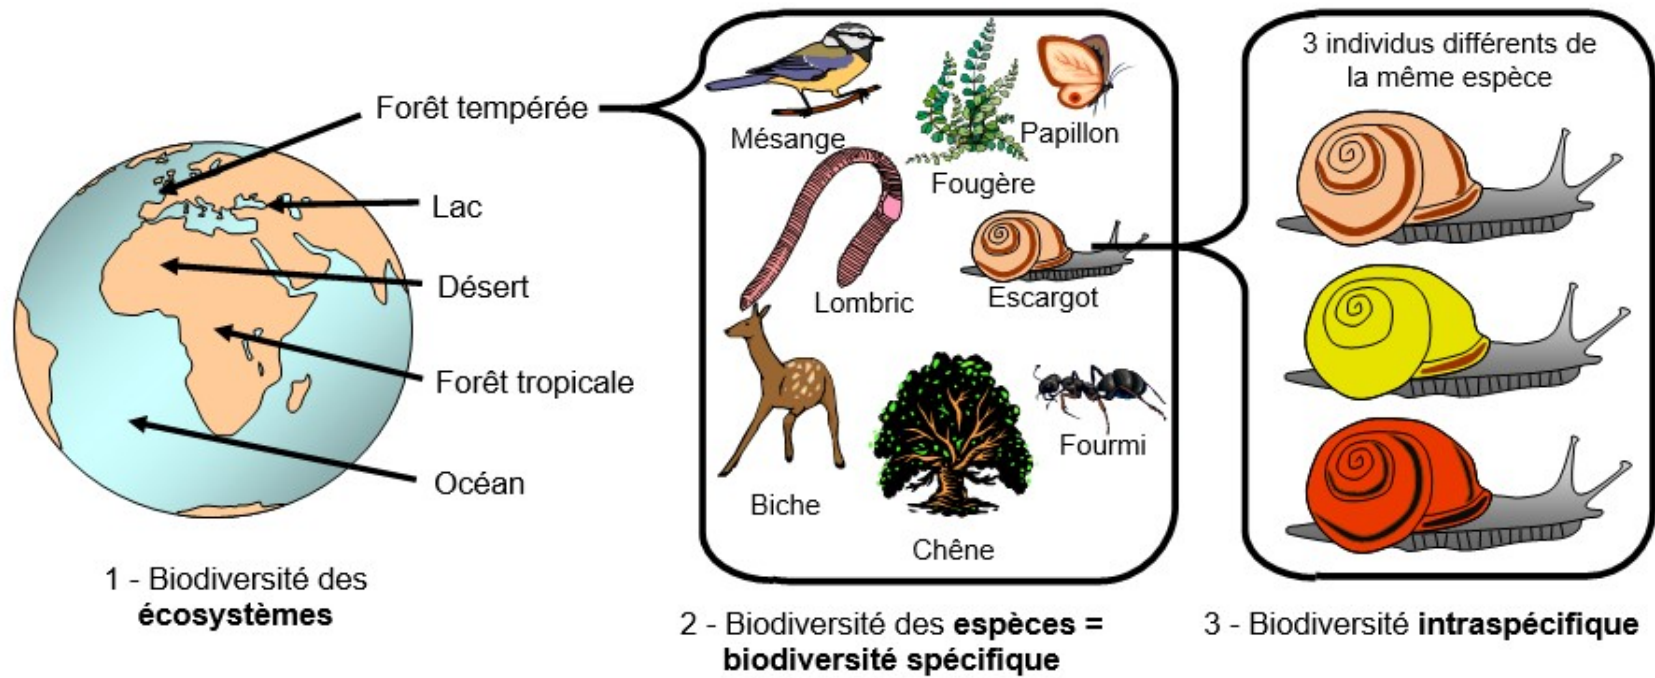 Forêt tempérée
Lac
Désert
Forêt tropicale
Océan
1 - Biodiversité des
écosystèmes
Mésange
Papillon
Fougère
Lombric
Escargot
Biche
Chêne
Fourmi
2 - Biodiversité des espèces =
biodiversité spécifique
3 individus différents de
la même espèce
3 - Biodiversité intraspécifique